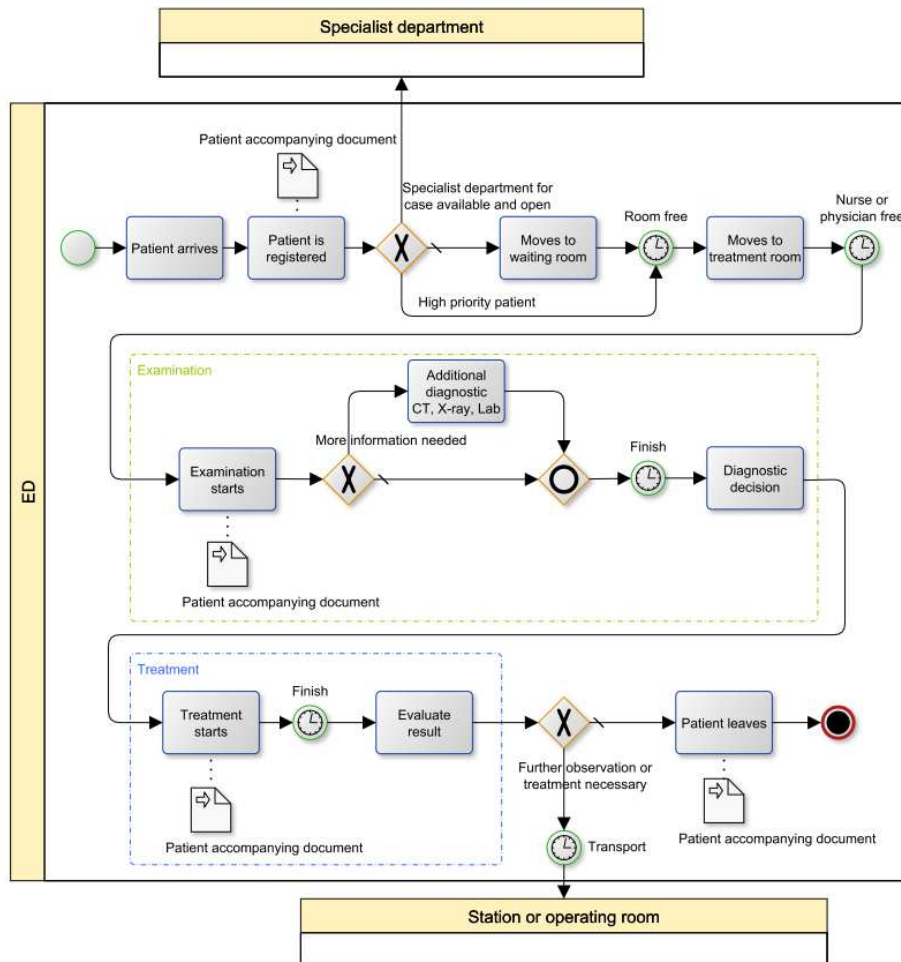 Specialist department
ED
Patient accompanying document
Specialist department for
case available and open
Room free
Nurse or
physician free
Patient arrives
Patient is
registered
Moves to
waiting room
Moves to
treatment room
High priority patient
Examination
Additional
diagnostic
CT, X-ray, Lab
More information needed
Finish
Examination
starts
Diagnostic
decision
Patient accompanying document
Treatment
Finish
Treatment
starts
Evaluate
result
Patient leaves
Further observation or
treatment necessary
Patient accompanying document
Transport
Patient accompanying document
Station or operating room